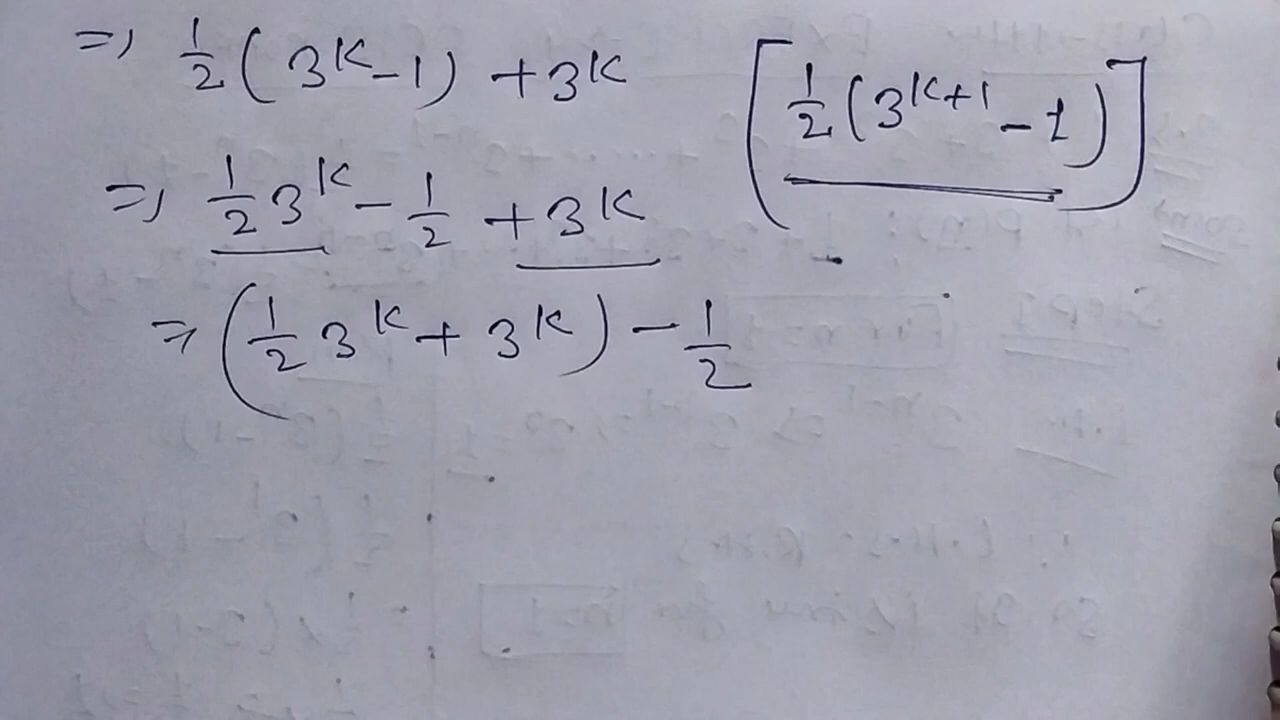 ⇒ 1/2 (3^k - 1) + 3^k [1/2 (3^(k+1) - 1)]
⇒ 1/2 3^k - 1/2 + 3^k
⇒ (1/2 3^k + 3^k) - 1/2